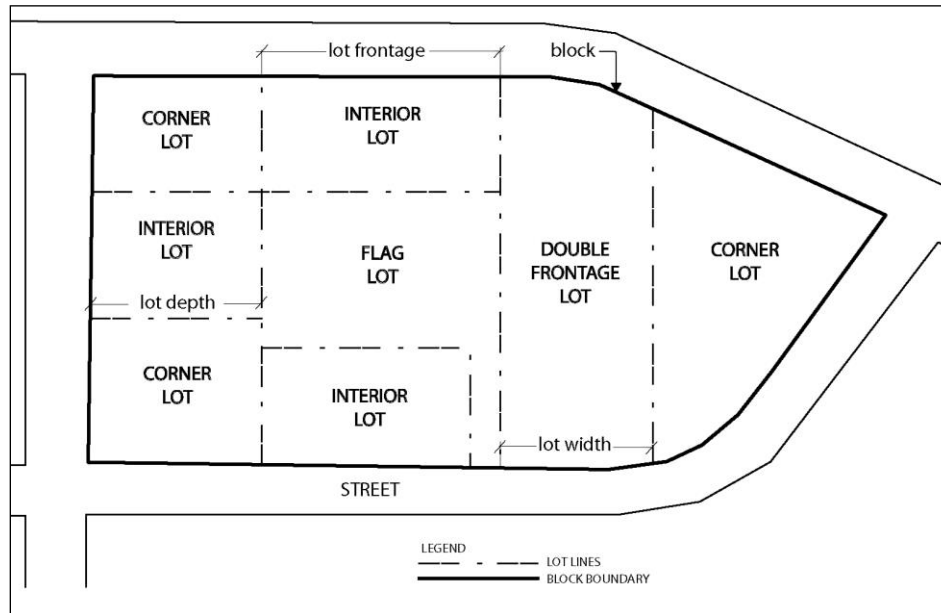 lot frontage
block
CORNER
LOT
INTERIOR
LOT
INTERIOR
LOT
FLAG
LOT
DOUBLE
FRONTAGE
LOT
CORNER
LOT
lot depth
CORNER
LOT
INTERIOR
LOT
lot width
STREET
LEGEND
LOT LINES
BLOCK BOUNDARY